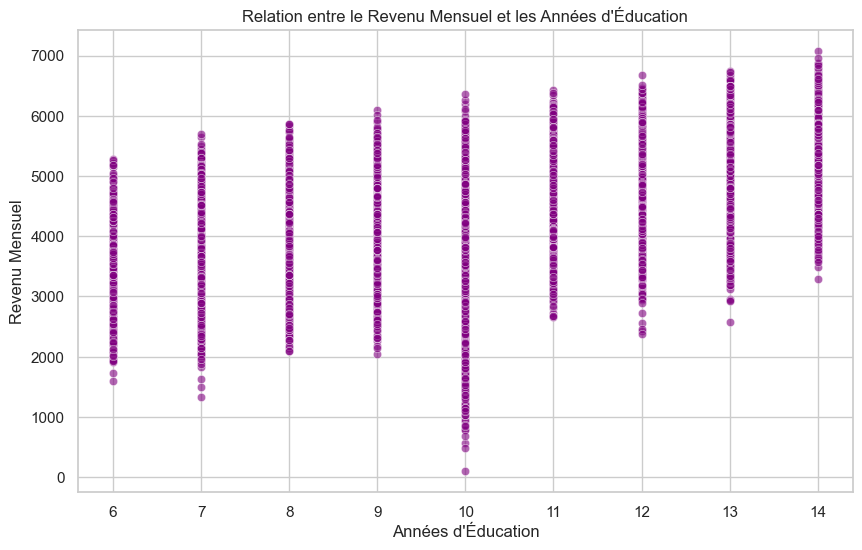 Relation entre le Revenu Mensuel et les Années d'Éducation
7000
6000
5000
4000
3000
2000
1000
0
Revenu Mensuel
6 7 8 9 10 11 12 13 14
Années d'Éducation